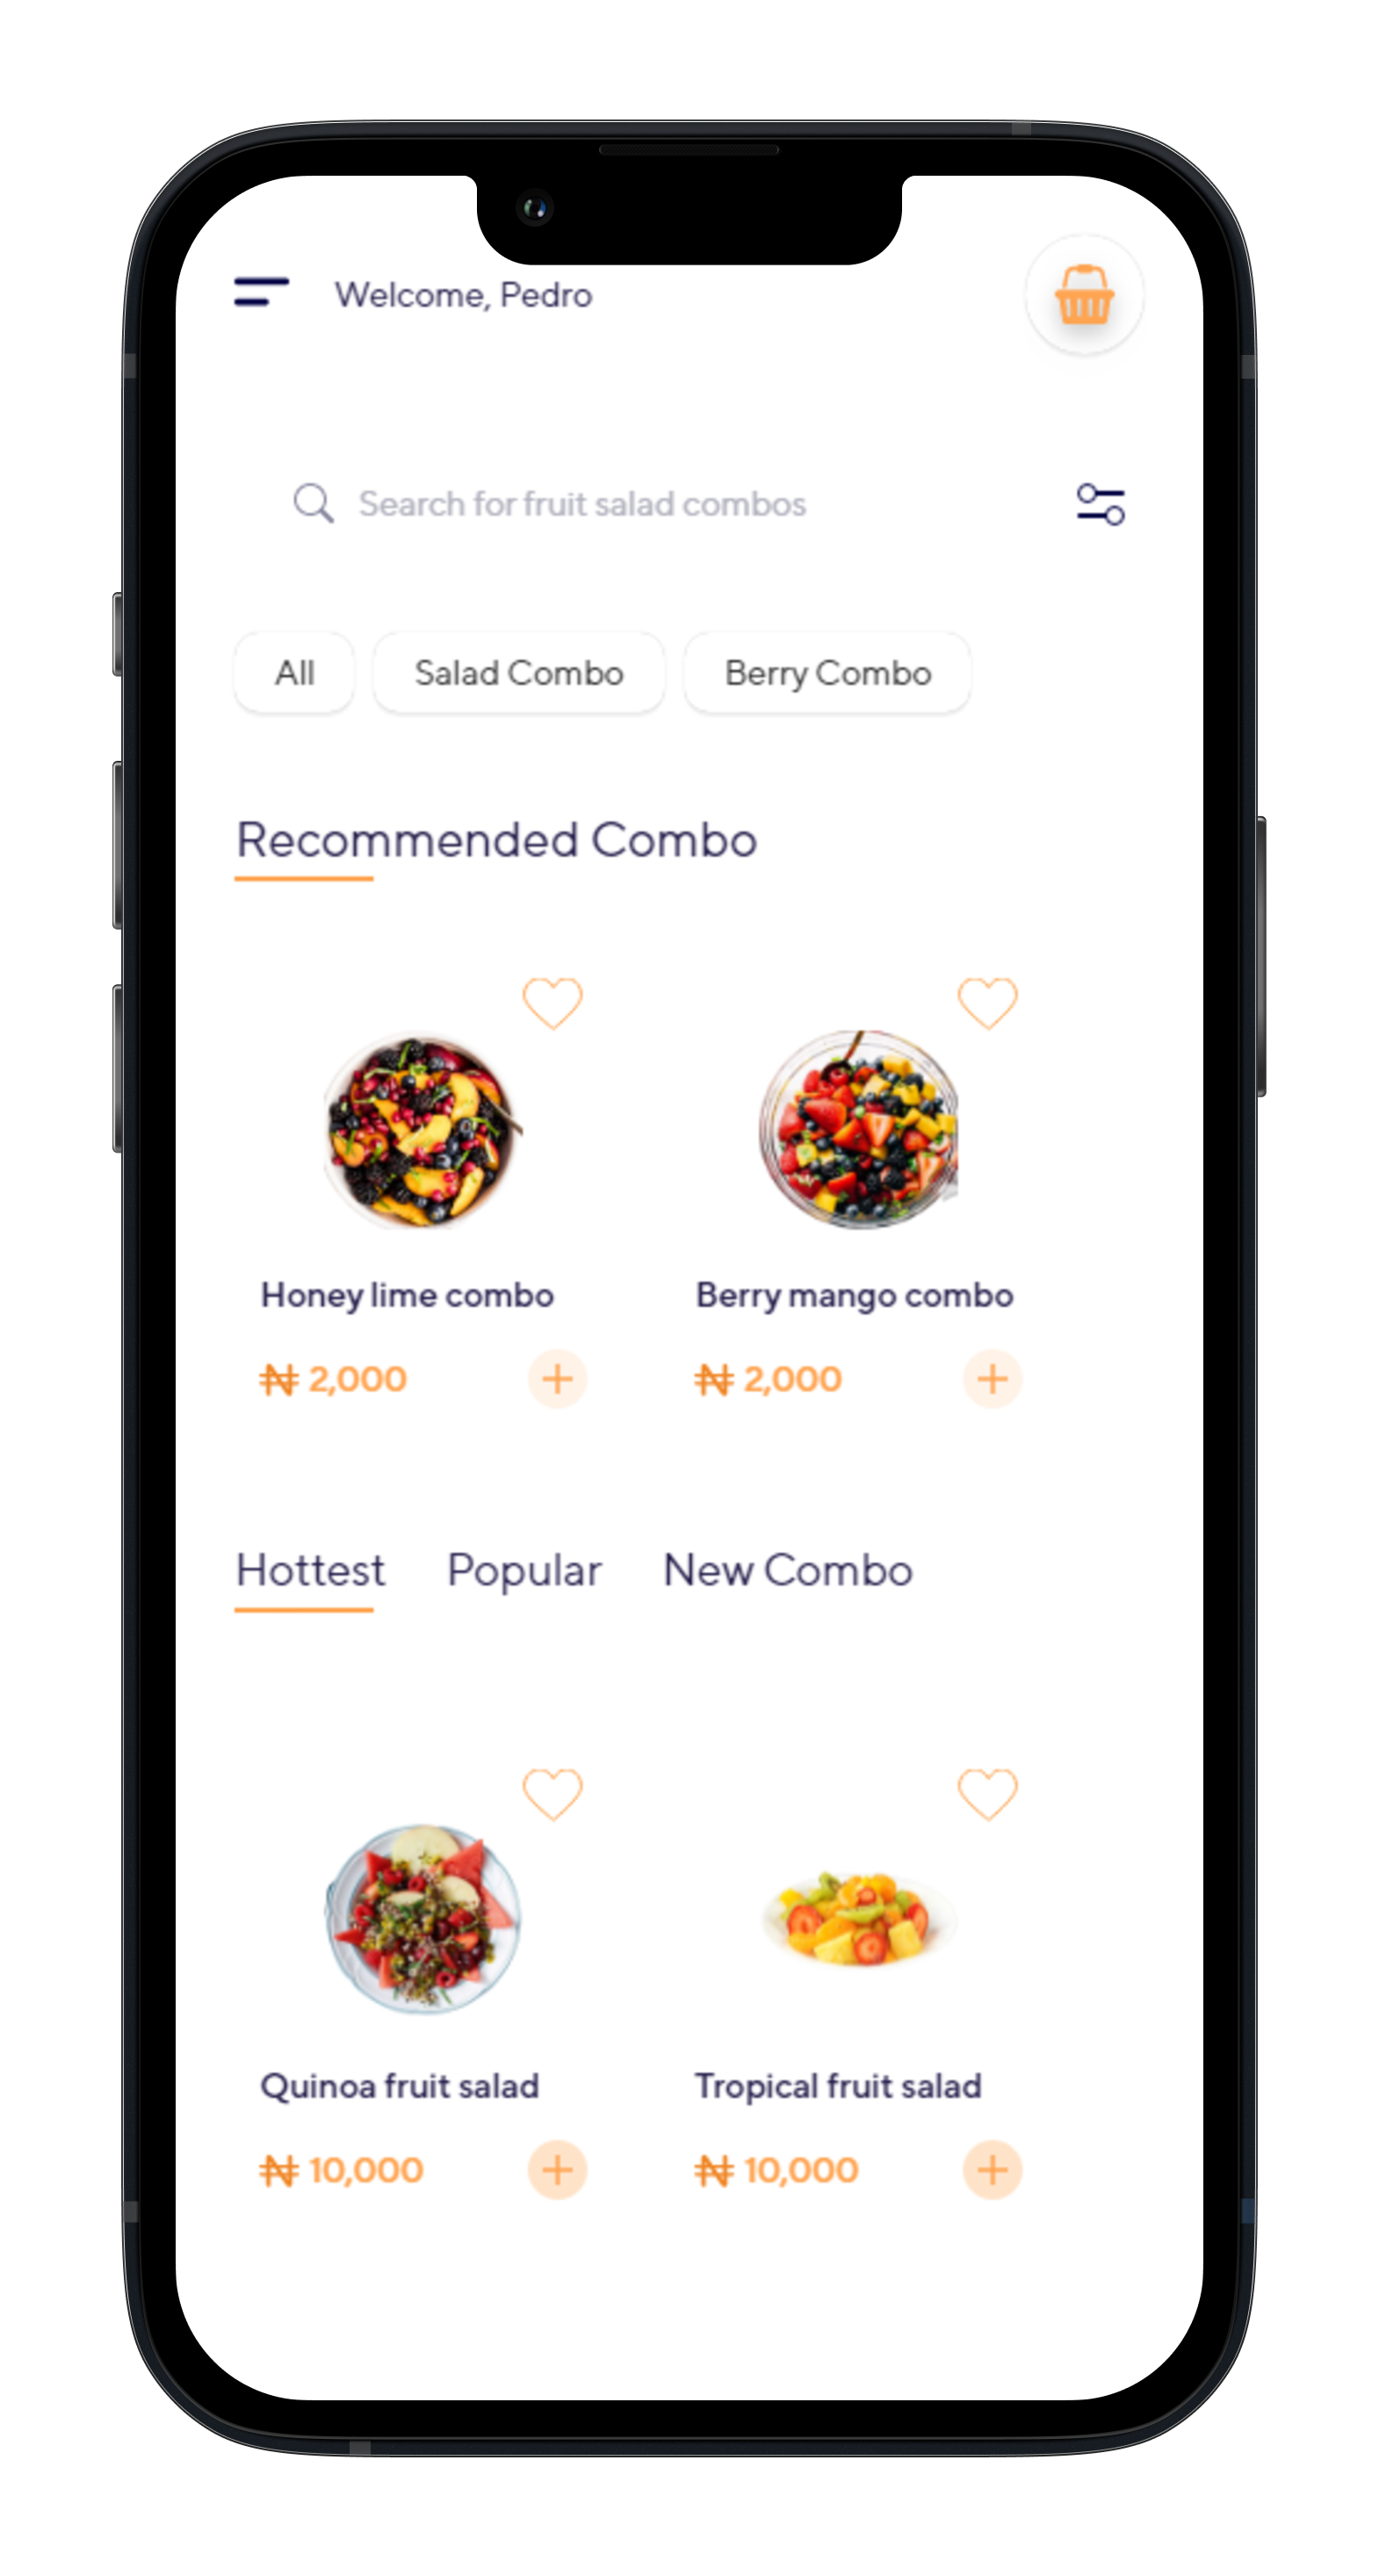 Welcome, Pedro
Search for fruit salad combos
All Salad Combo Berry Combo
Recommended Combo
Honey lime combo Berry mango combo
₦ 2,000 ₦ 2,000
Hottest Popular New Combo
Quinoa fruit salad Tropical fruit salad
₦ 10,000 ₦ 10,000